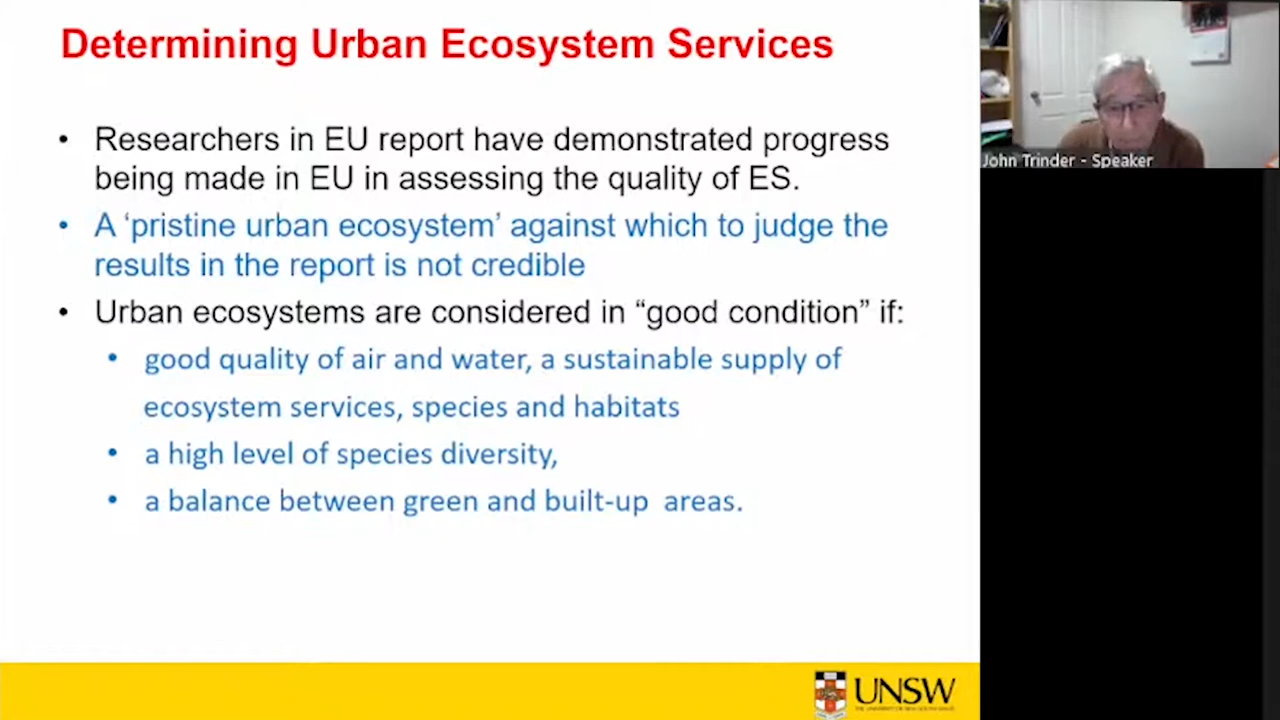 Determining Urban Ecosystem Services
• Researchers in EU report have demonstrated progress
being made in EU in assessing the quality of ES.
• A ‘pristine urban ecosystem’ against which to judge the
results in the report is not credible
• Urban ecosystems are considered in “good condition” if:
• good quality of air and water, a sustainable supply of
ecosystem services, species and habitats
• a high level of species diversity,
• a balance between green and built-up  areas.
John Trinder - Speaker
UNSW